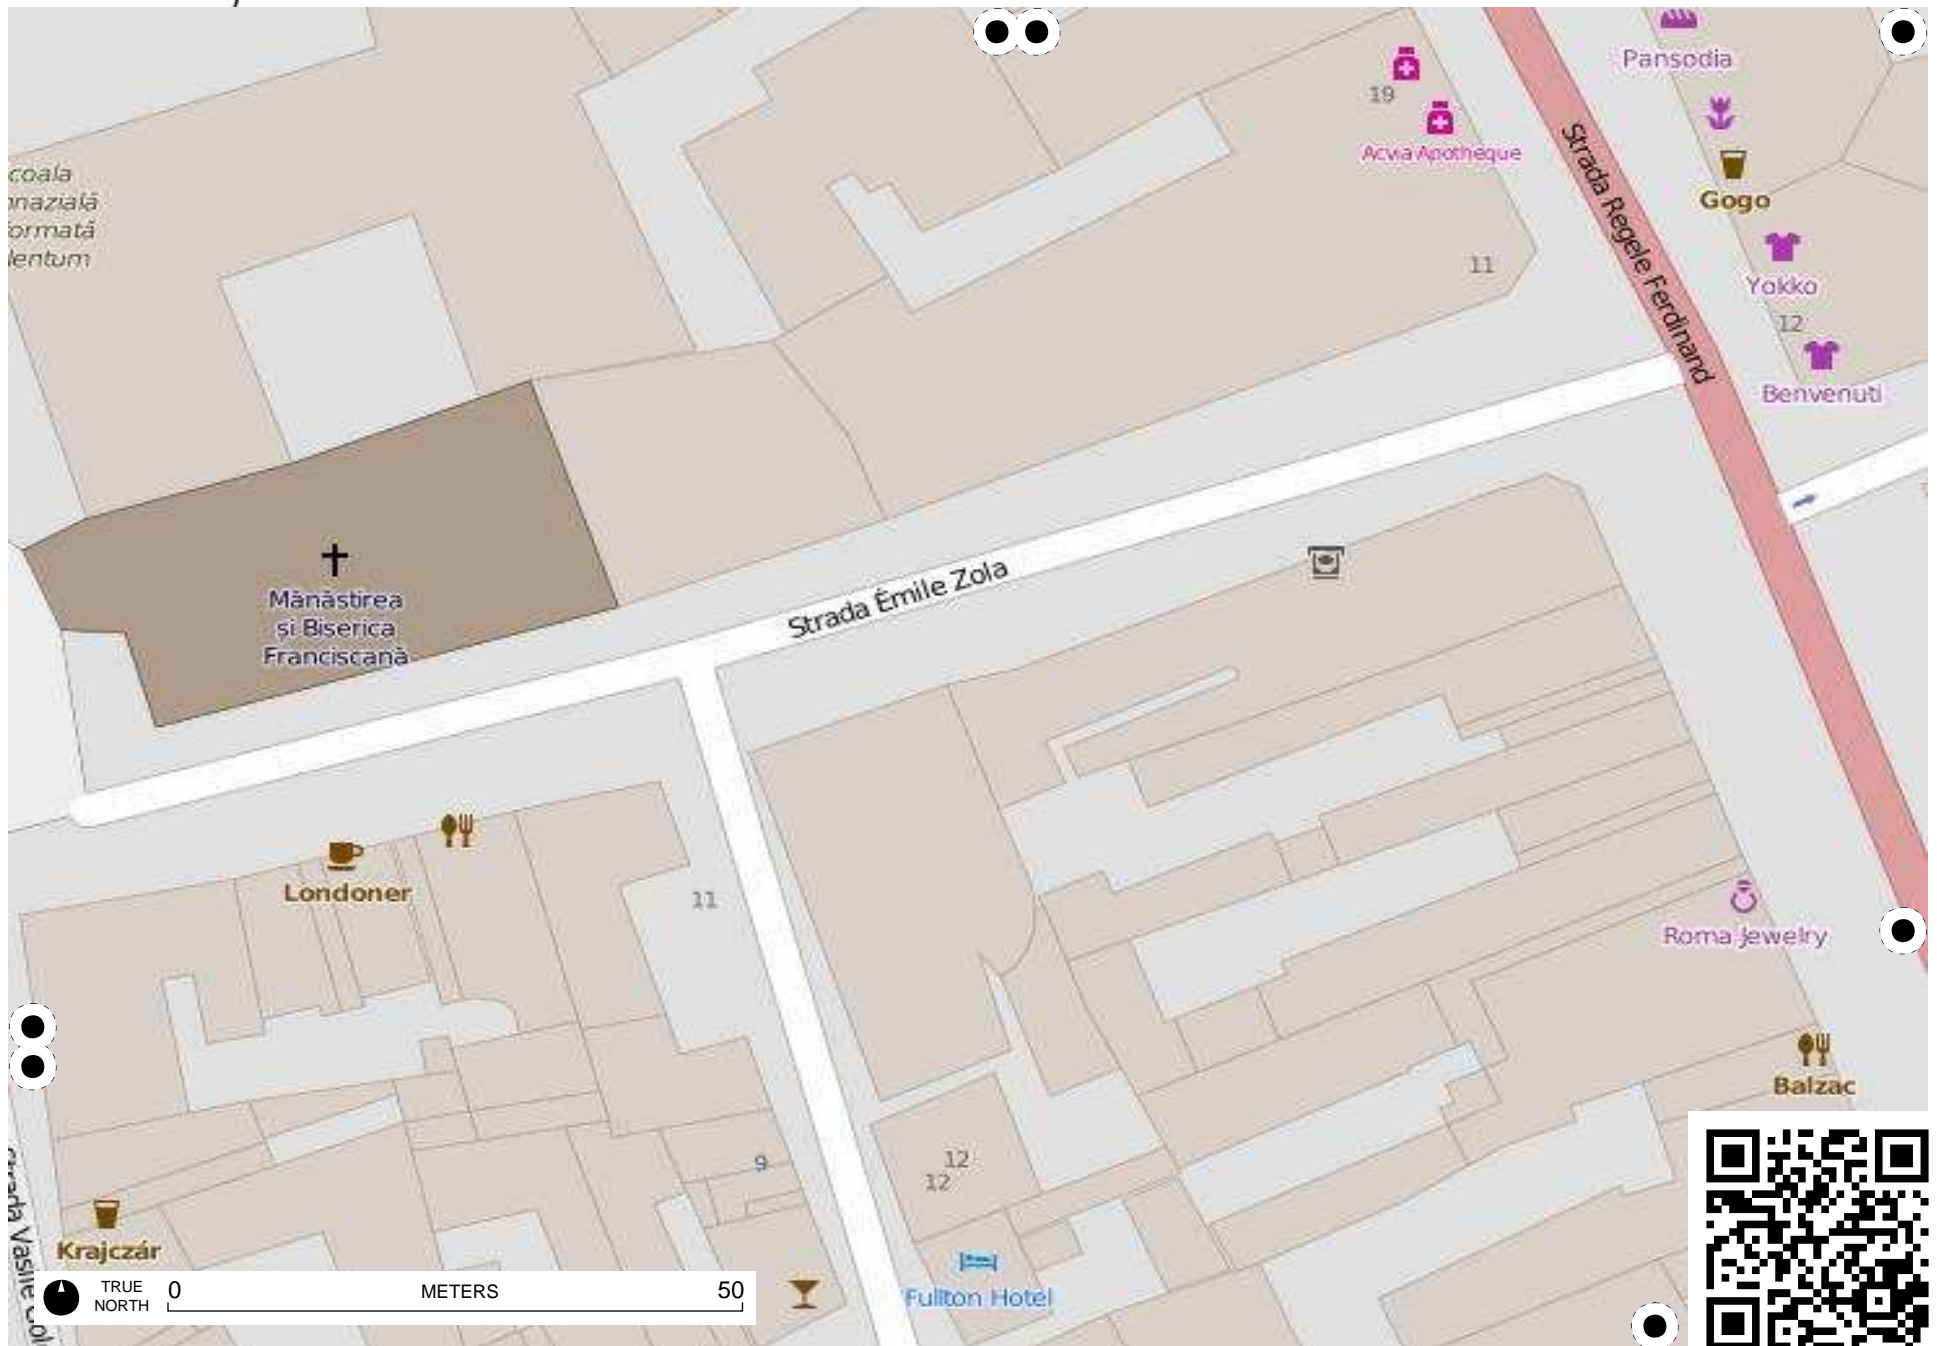 Pansodia
19
Acvia Apotheque
Strada Regele Ferdinand
coala
nnazială
ormată
lentum
Gogo
11
Yokko
12
Benvenuti
Strada Émile Zola
Mănăstirea
și Biserica
Franciscană
Londoner
11
Roma Jewelry
Balzac
9
12
12
Krajczár
Fullton Hotel
TRUE
NORTH
0
METERS
50